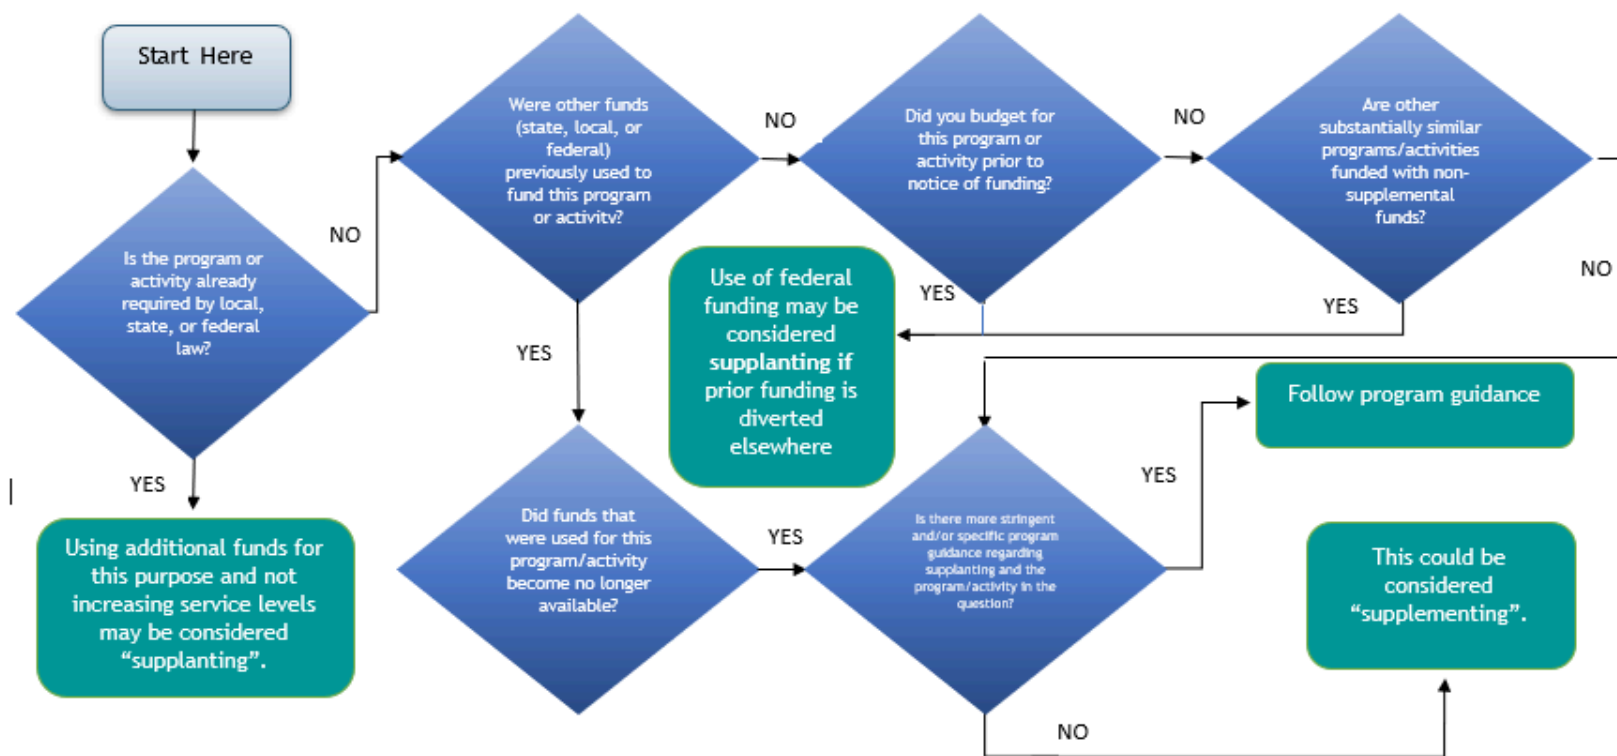 Start Here
Were other funds
(state, local, or
federal)
previously used to
fund this program
or activity?
NO
Did you budget for
this program or
activity prior to
notice of funding?
NO
Are other
substantially similar
programs/activities
funded with non-
supplemental
funds?
NO
Is the program or
activity already
required by local,
state, or federal
law?
NO
YES
Use of federal
funding may be
considered
supplanting if
prior funding is
diverted
elsewhere
YES
YES
YES
Using additional funds for
this purpose and not
increasing service levels
may be considered
“supplanting”.
Did funds that
were used for this
program/activity
become no longer
available?
YES
Is there more stringent
and/or specific program
guidance regarding
supplanting and the
program/activity in the
question?
YES
Follow program guidance
NO
This could be
considered
“supplementing”.